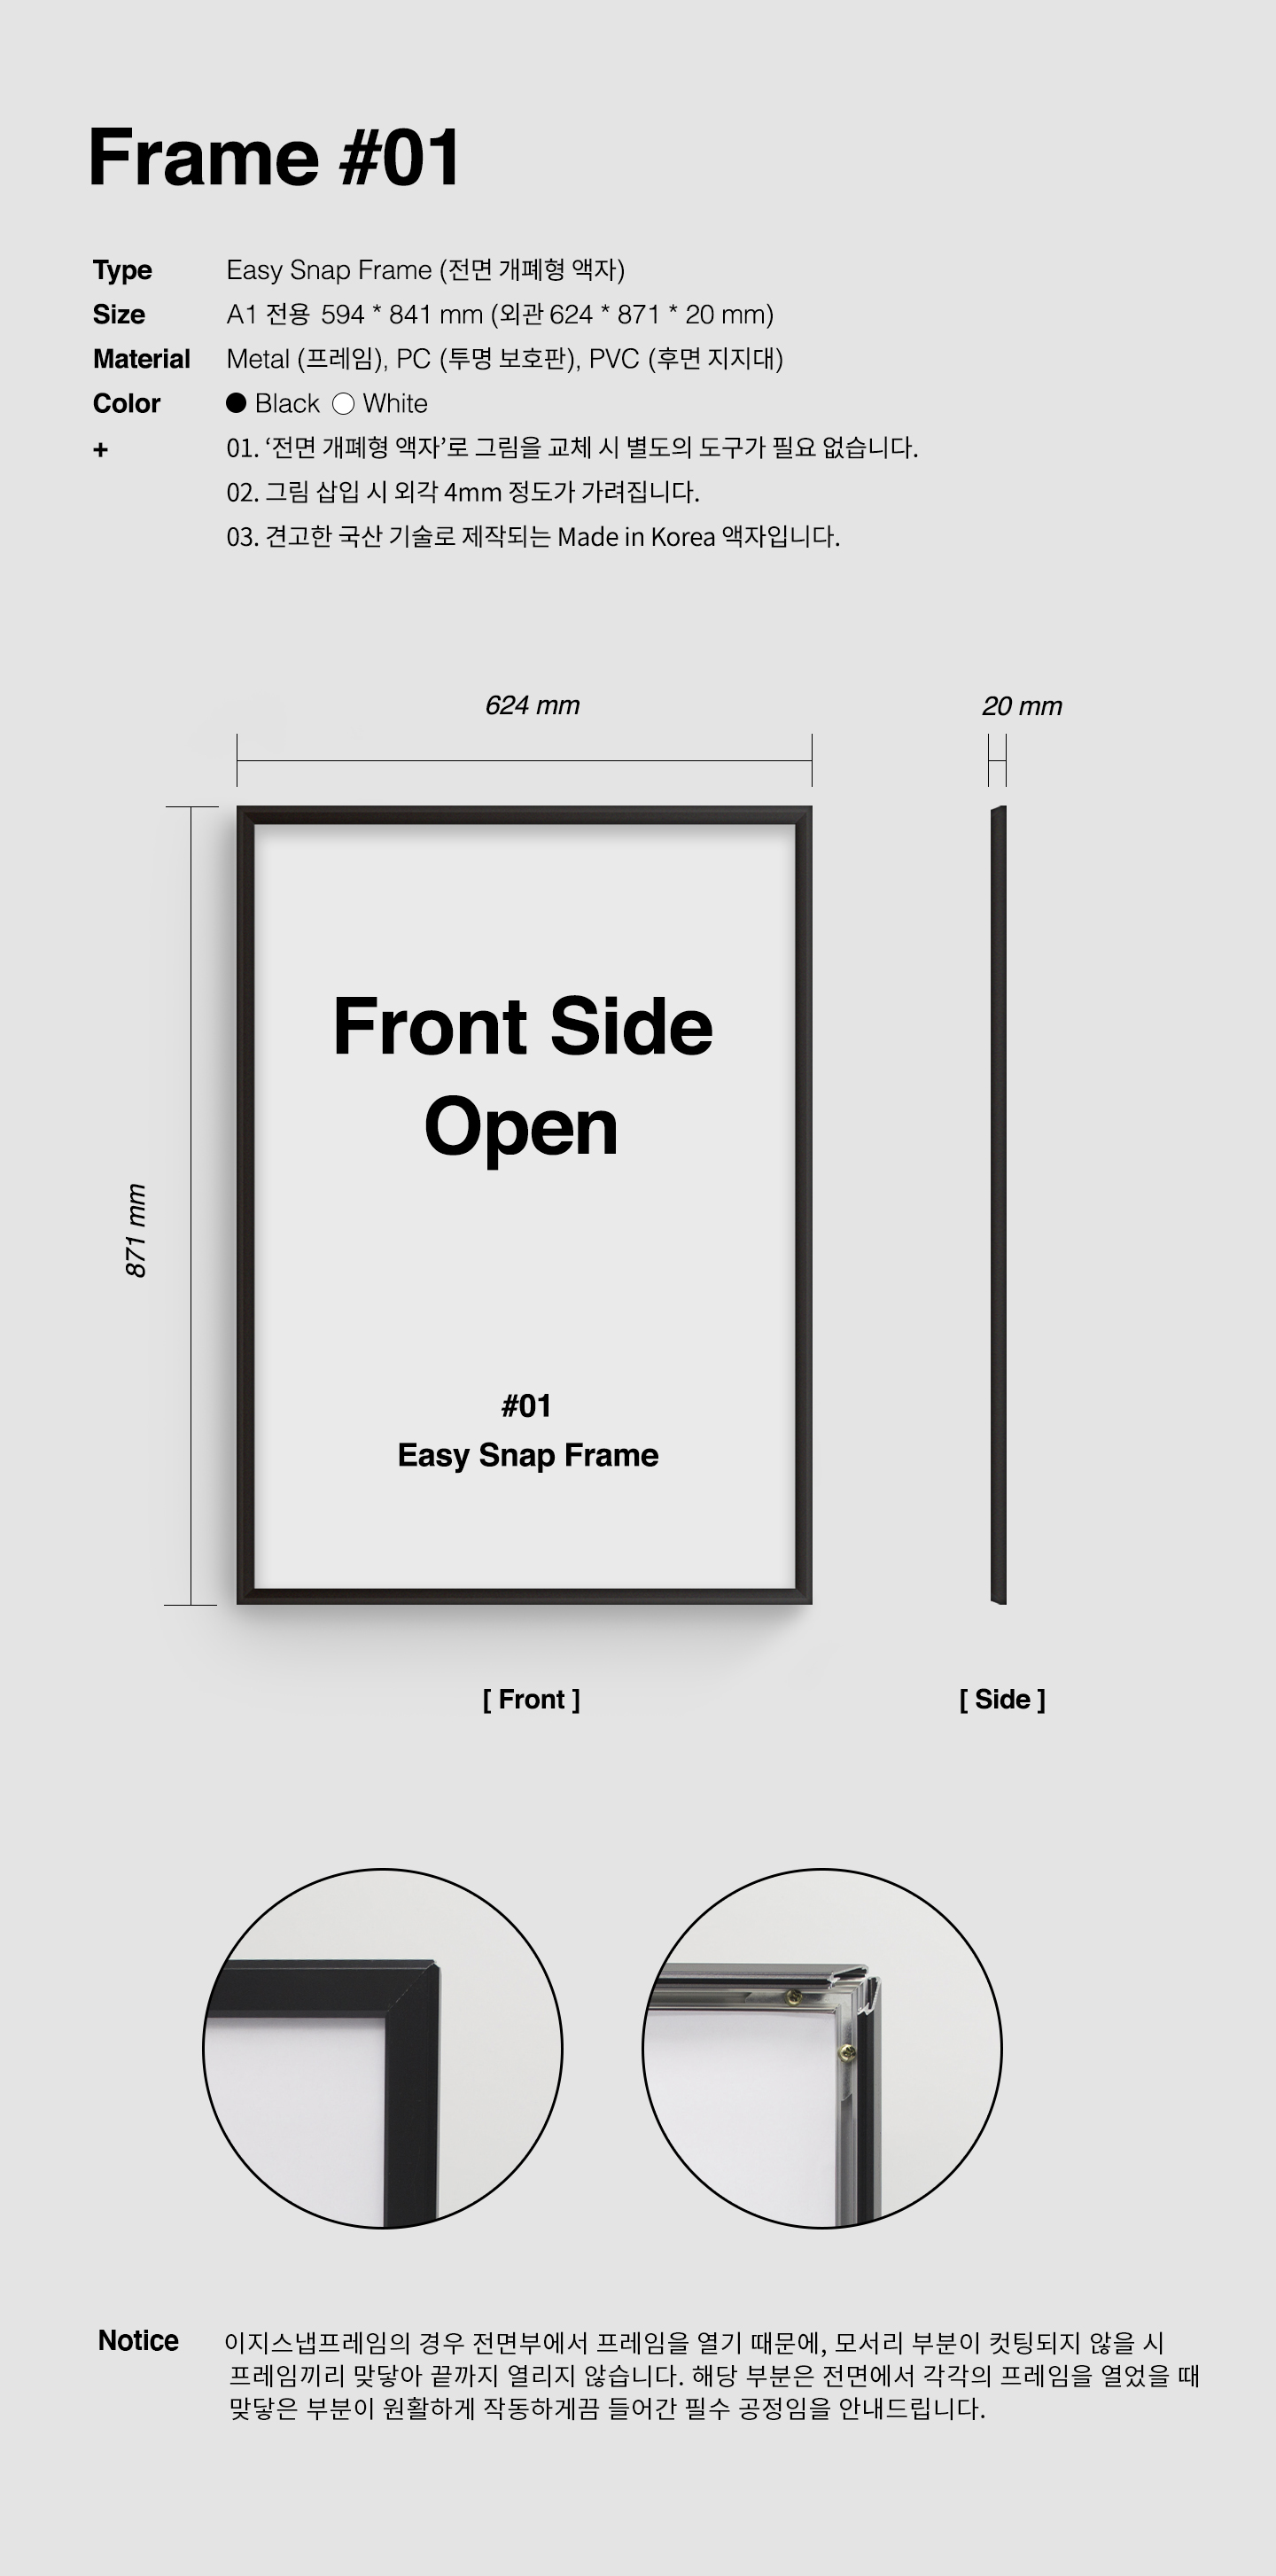 Frame #01
Type Easy Snap Frame (전면 개폐형 액자)
Size A1 전용 594 * 841 mm (외관 624 * 871 * 20 mm)
Material Metal (프레임), PC (투명 보호판), PVC (후면 지지대)
Color Black White
+ 01. ‘전면 개폐형 액자’로 그림을 교체 시 별도의 도구가 필요 없습니다.
02. 그림 삽입 시 외각 4mm 정도가 가려집니다.
03. 견고한 국산 기술로 제작되는 Made in Korea 액자입니다.
624 mm
20 mm
871 mm
Front Side
Open
#01
Easy Snap Frame
[ Front ]
[ Side ]
Notice 이지스냅프레임의 경우 전면부에서 프레임을 열기 때문에, 모서리 부분이 컷팅되지 않을 시
프레임끼리 맞닿아 끝까지 열리지 않습니다. 해당 부분은 전면에서 각각의 프레임을 열었을 때
맞닿은 부분이 원활하게 작동하게끔 들어간 필수 공정임을 안내드립니다.